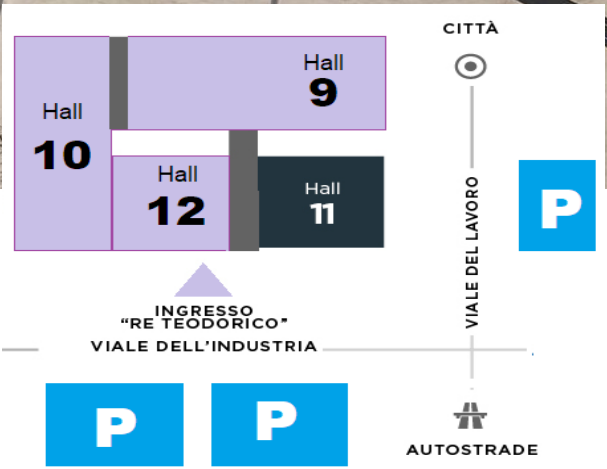 CITTÀ
Hall
9
Hall
10
Hall
12
Hall
11
VIALE DEL LAVORO
P
INGRESSO
“RE TEODORICO”
VIALE DELL'INDUSTRIA
P
P
AUTOSTRADE